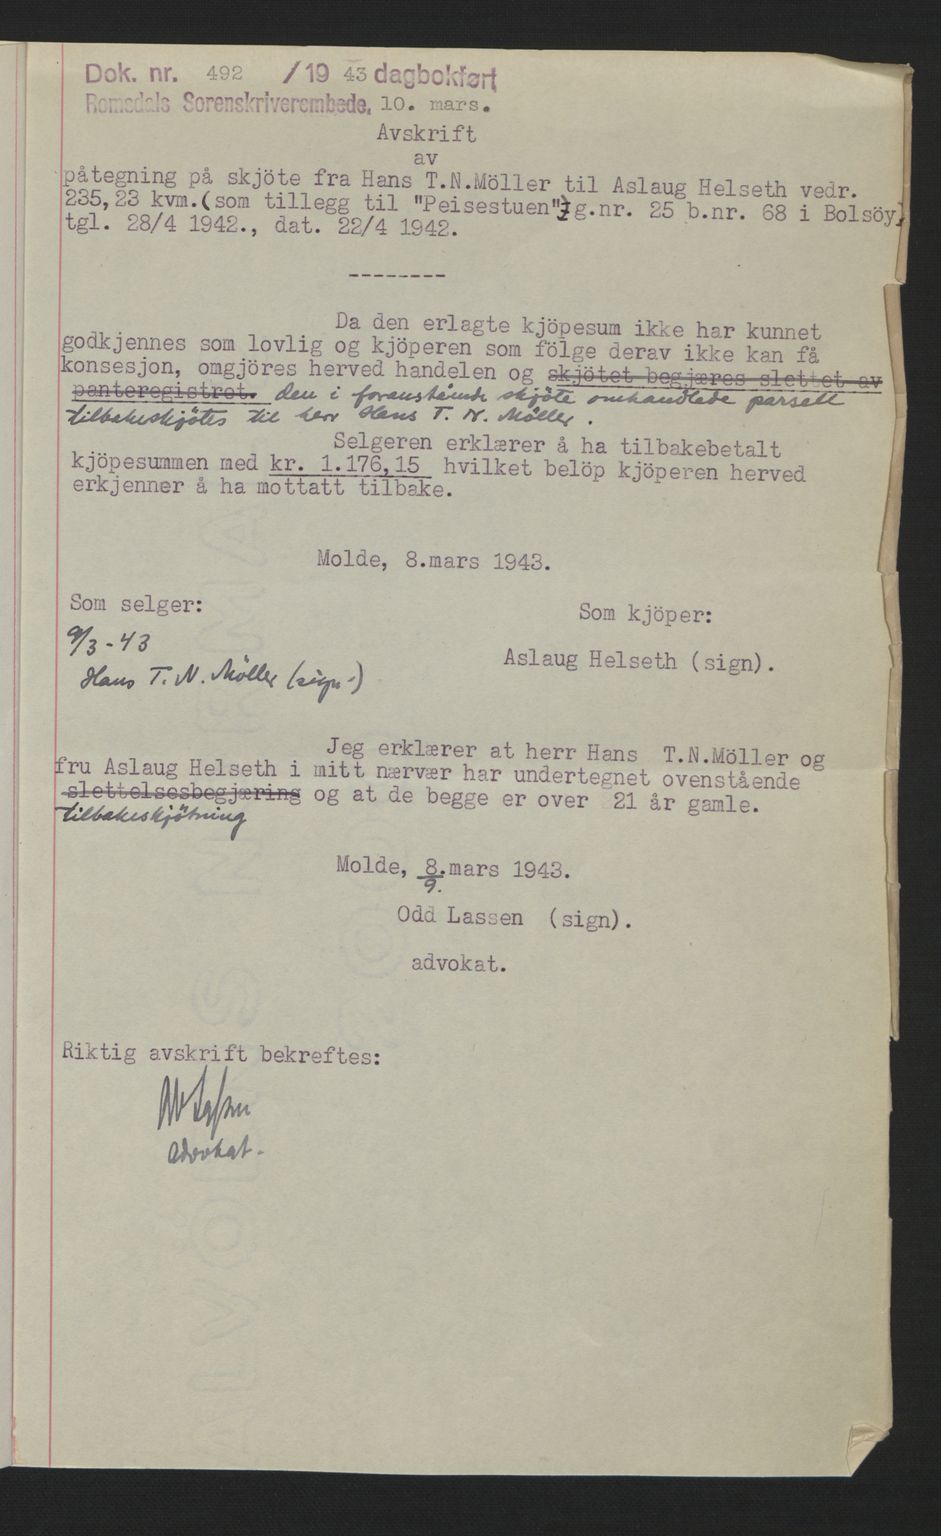 Dok. nr. 492 /19 43 dagbokført
Romsdals Sorenskriverembede, 10. mars.
Avskrift
av
påtegning på skjöte fra Hans T.N.Möller til Aslaug Helseth vedr.
235,23 kvm.(som tillegg til "Peisestuen") g.nr. 25 b.nr. 68 i Bolsöy)
tgl. 28/4 1942., dat. 22/4 1942.
--------
Da den erlagte kjöpesum ikke har kunnet
godkjennes som lovlig og kjöperen som fölge derav ikke kan få
konsesjon, omgjöres herved handelen og skjötet begjæres slettet av
panteregistret. den i foranstående skjöte omhandlede parsell
tilbakeskjötes til herr Hans T. N. Möller.
Selgeren erklærer å ha tilbakebetalt
kjöpesummen med kr. 1.176,15 hvilket belöp kjöperen herved
erkjenner å ha mottatt tilbake.
Molde, 8.mars 1943.
Som selger:
Som kjöper:
9/3-43
Aslaug Helseth (sign).
Hans T. N. Möller (sign.)
Jeg erklærer at herr Hans T.N.Möller og
fru Aslaug Helseth i mitt nærvær har undertegnet ovenstående
slettelsesbegjæring og at de begge er over 21 år gamle.
tilbakeskjötning
Molde, 8.mars 1943.
9.
Odd Lassen (sign).
advokat.
Riktig avskrift bekreftes:
advokat.